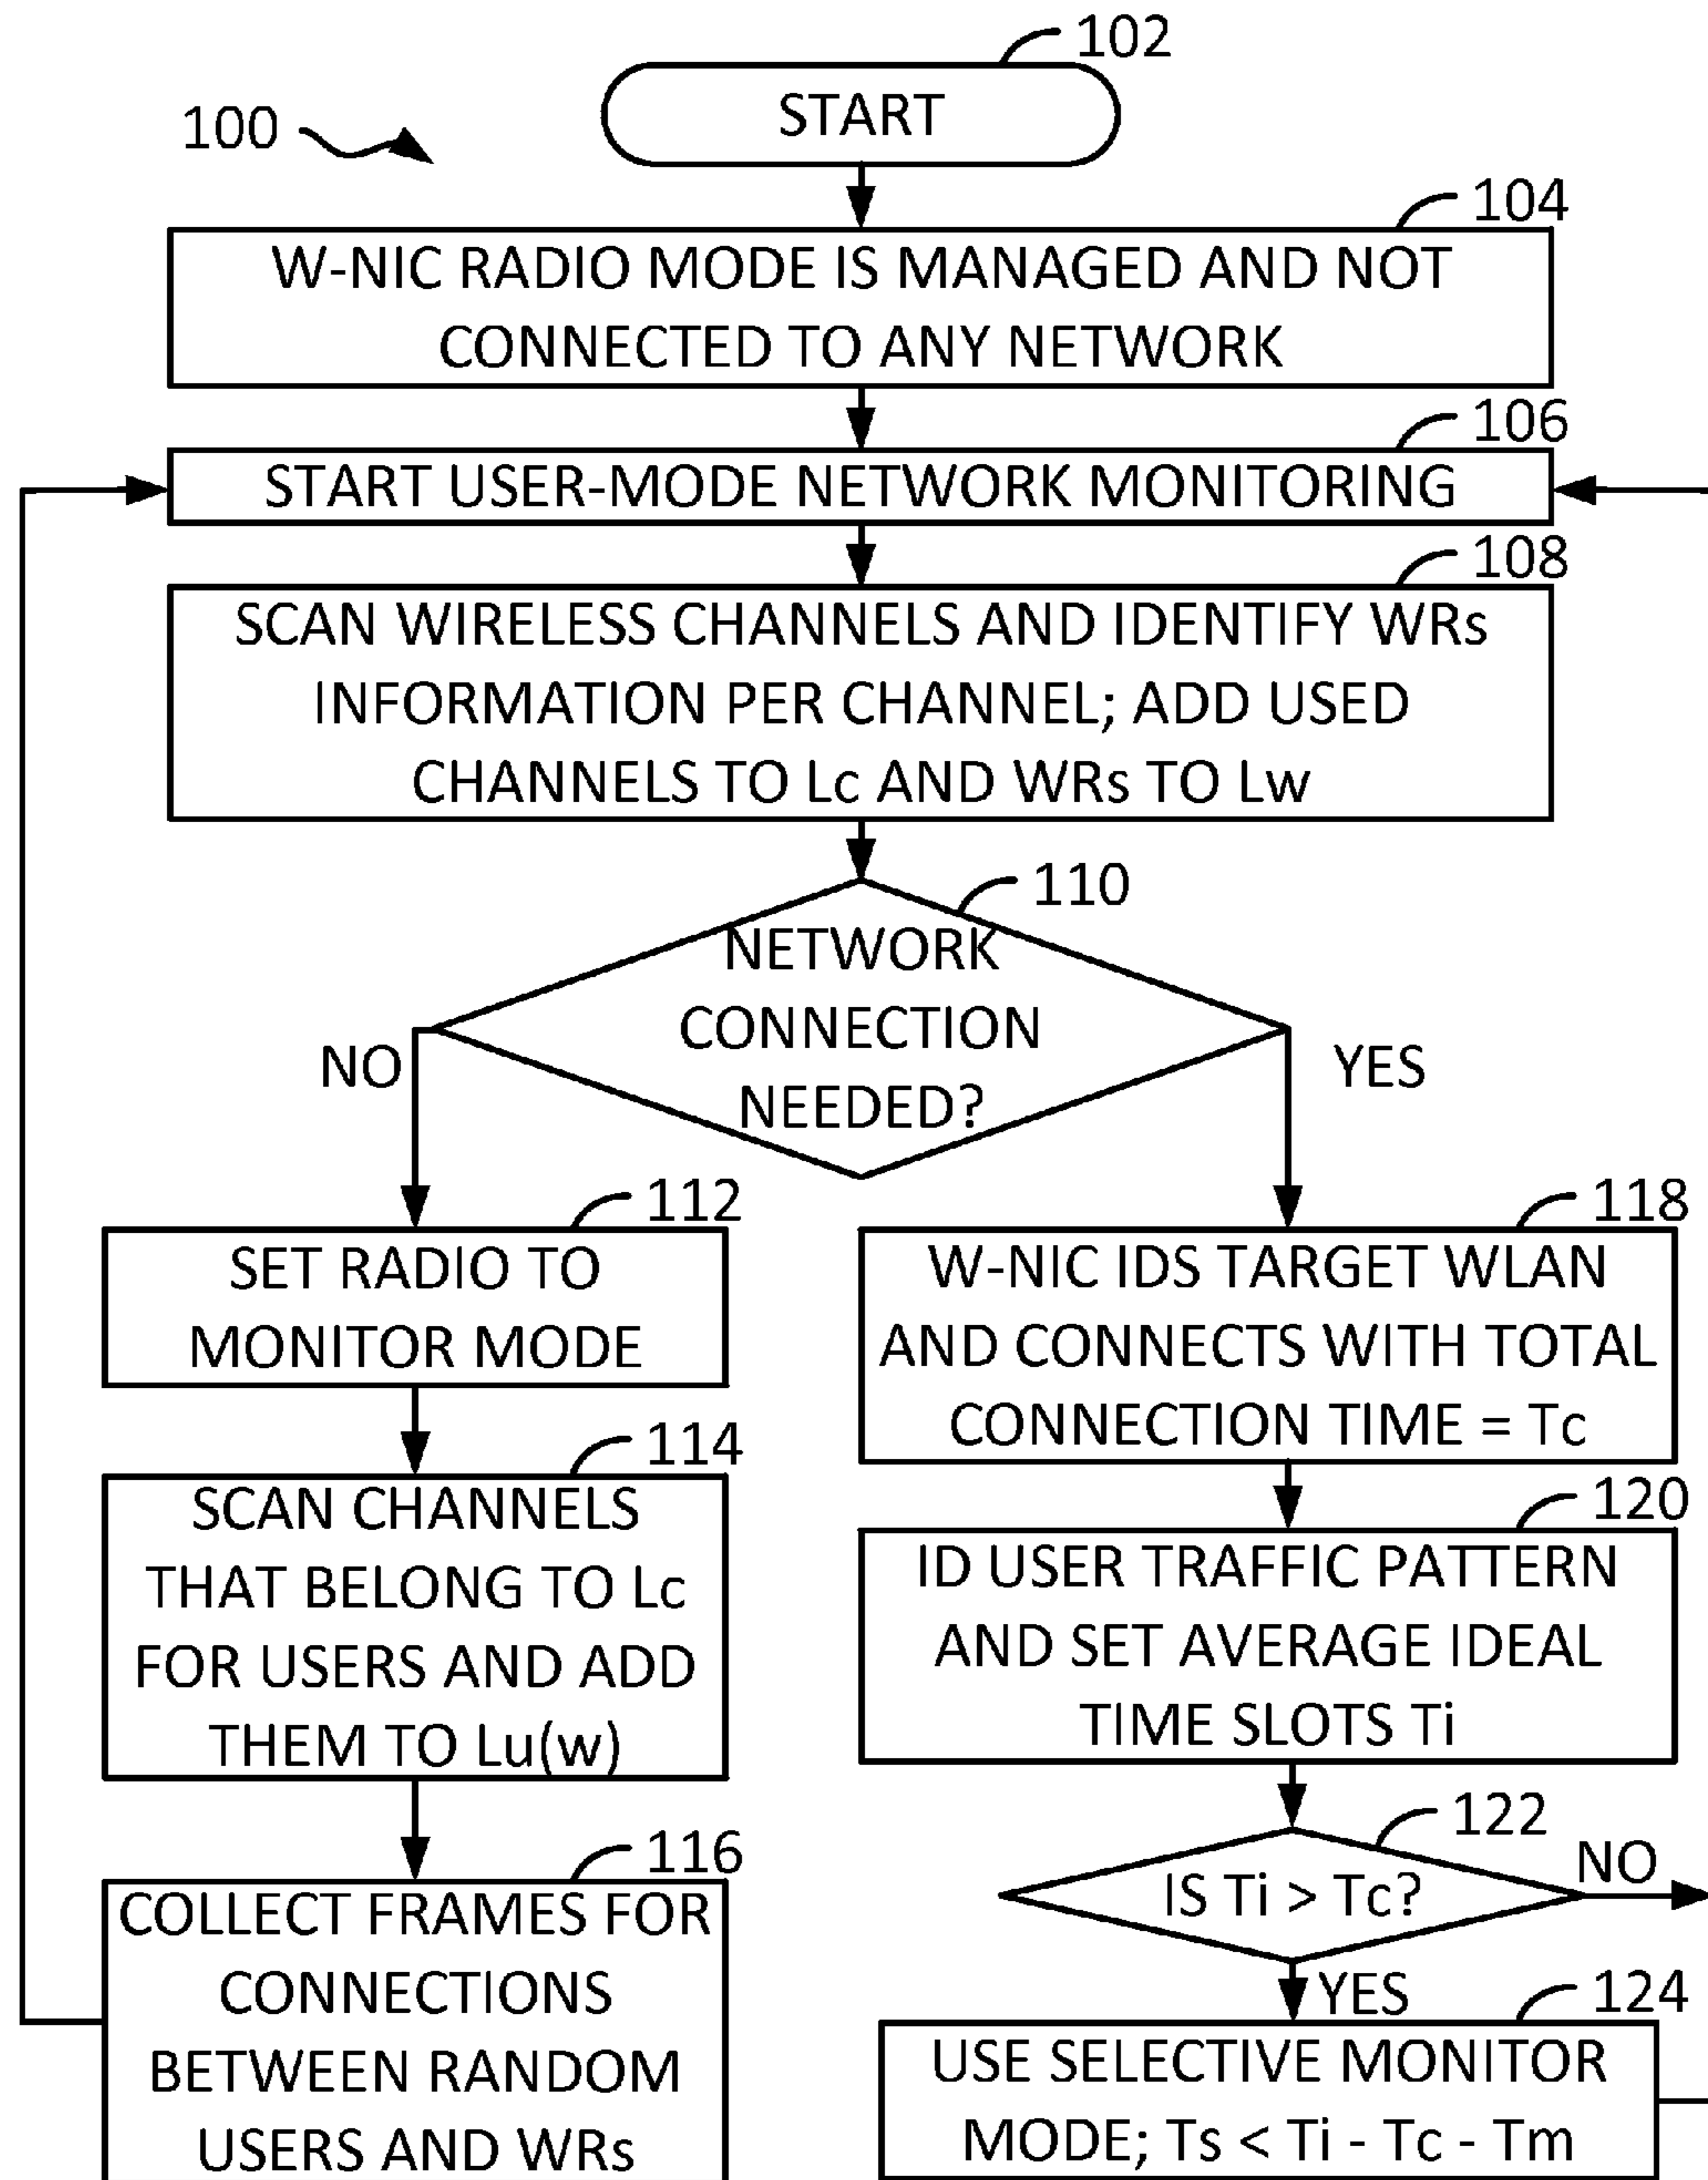 102
START
100
104
W-NIC RADIO MODE IS MANAGED AND NOT
CONNECTED TO ANY NETWORK
106
START USER-MODE NETWORK MONITORING
108
SCAN WIRELESS CHANNELS AND IDENTIFY WRs
INFORMATION PER CHANNEL; ADD USED
CHANNELS TO Lc AND WRs TO Lw
110
NETWORK
CONNECTION
NEEDED?
NO
YES
112
SET RADIO TO
MONITOR MODE
114
SCAN CHANNELS
THAT BELONG TO Lc
FOR USERS AND ADD
THEM TO Lu(w)
116
COLLECT FRAMES FOR
CONNECTIONS
BETWEEN RANDOM
USERS AND WRs
118
W-NIC IDS TARGET WLAN
AND CONNECTS WITH TOTAL
CONNECTION TIME = Tc
120
ID USER TRAFFIC PATTERN
AND SET AVERAGE IDEAL
TIME SLOTS Ti
122
IS Ti > Tc?
NO
YES
124
USE SELECTIVE MONITOR
MODE; Ts < Ti - Tc - Tm